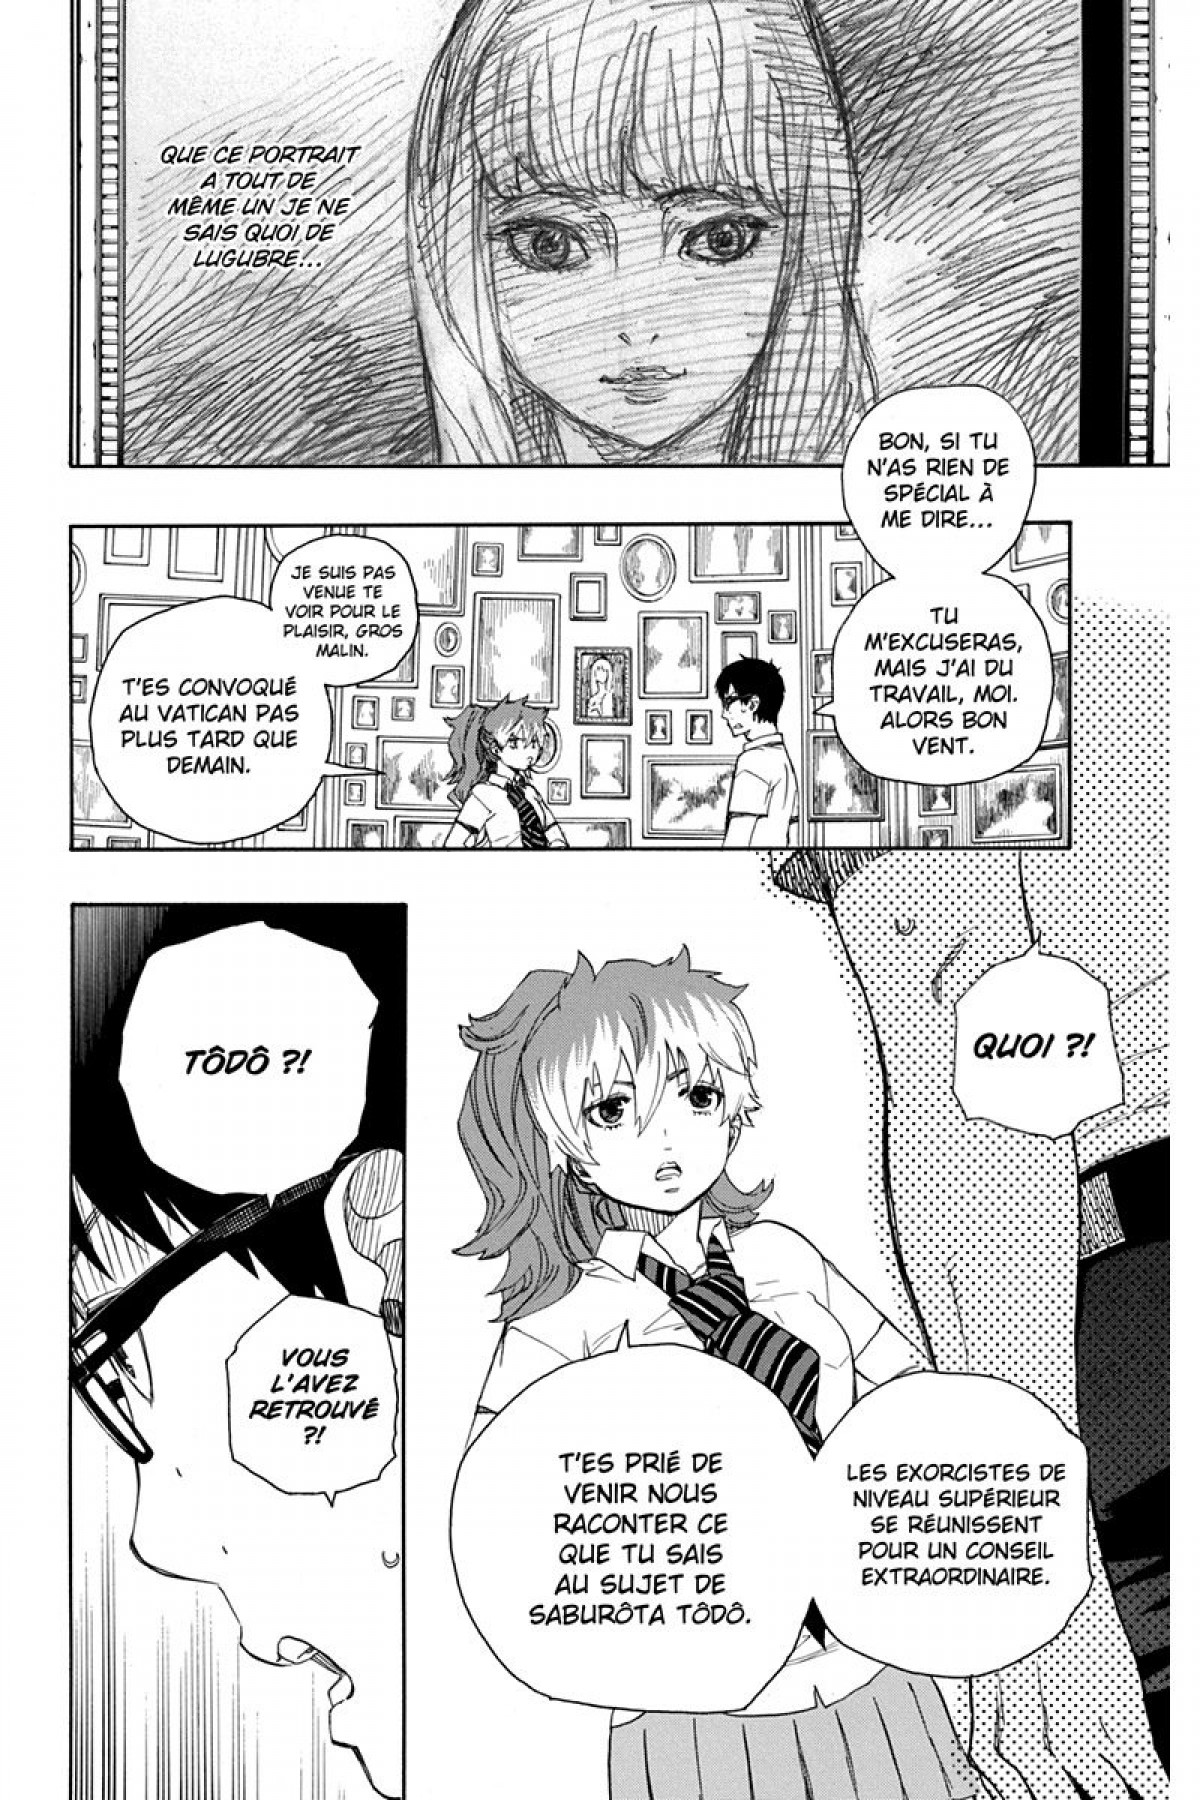 QUE CE PORTRAIT
A TOUT DE
MÊME UN JE NE
SAIS QUOI DE
LUGUBRE...
BON, SI TU
N'AS RIEN DE
SPÉCIAL À
ME DIRE...
TU
M'EXCUSERAS,
MAIS J'AI DU
TRAVAIL, MOI.
ALORS BON
VENT.
JE SUIS PAS
VENUE TE
VOIR POUR LE
PLAISIR, GROS
MALIN.
T'ES CONVOQUÉ
AU VATICAN PAS
PLUS TARD QUE
DEMAIN.
QUOI ?!
LES EXORCISTES DE
NIVEAU SUPÉRIEUR
SE RÉUNISSENT
POUR UN CONSEIL
EXTRAORDINAIRE.
T'ES PRIÉ DE
VENIR NOUS
RACONTER CE
QUE TU SAIS
AU SUJET DE
SABURÔTA TÔDÔ.
TÔDÔ ?!
VOUS
L'AVEZ
RETROUVÉ
?!